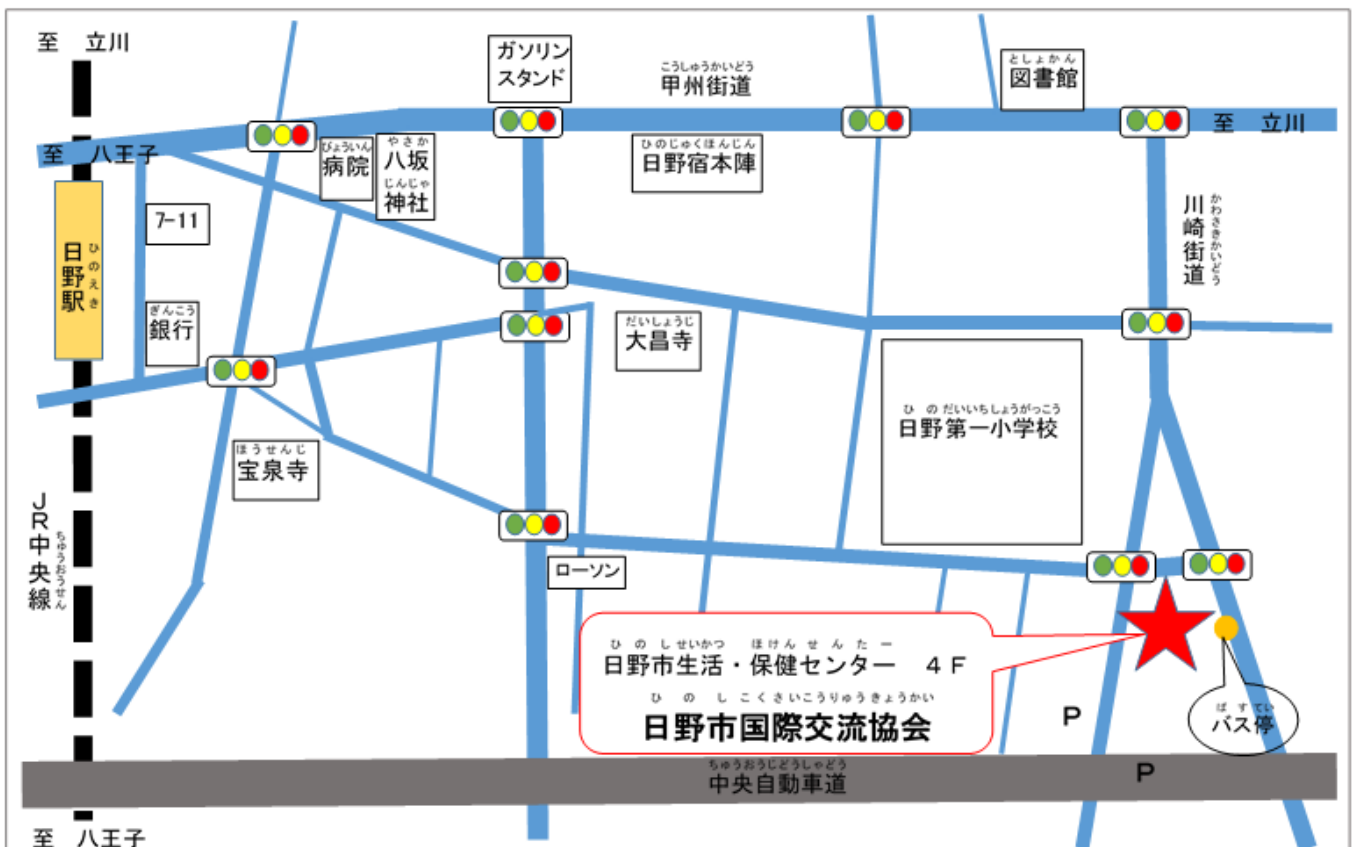 至　立川
ガソリン
スタンド
こうしゅうかいどう
甲州街道
としょかん
図書館
至　立川
至　八王子
びょういん
病院
やさか
八坂
じんじゃ
神社
ひのじゅくほんじん
日野宿本陣
7-11
ひのえき
日野駅
かわさきかいどう
川崎街道
ぎんこう
銀行
だいしょうじ
大昌寺
ひのだいいちしょうがっこう
日野第一小学校
ほうせんじ
宝泉寺
JR中央線
ちゅうおうせん
ローソン
ひのしせいかつ　ほけんせんたー
日野市生活・保健センター　4F
ひのしこくさいこうりゅうきょうかい
日野市国際交流協会
P
ばすてい
バス停
ちゅうおうじどうしゃどう
中央自動車道
P
至　八王子